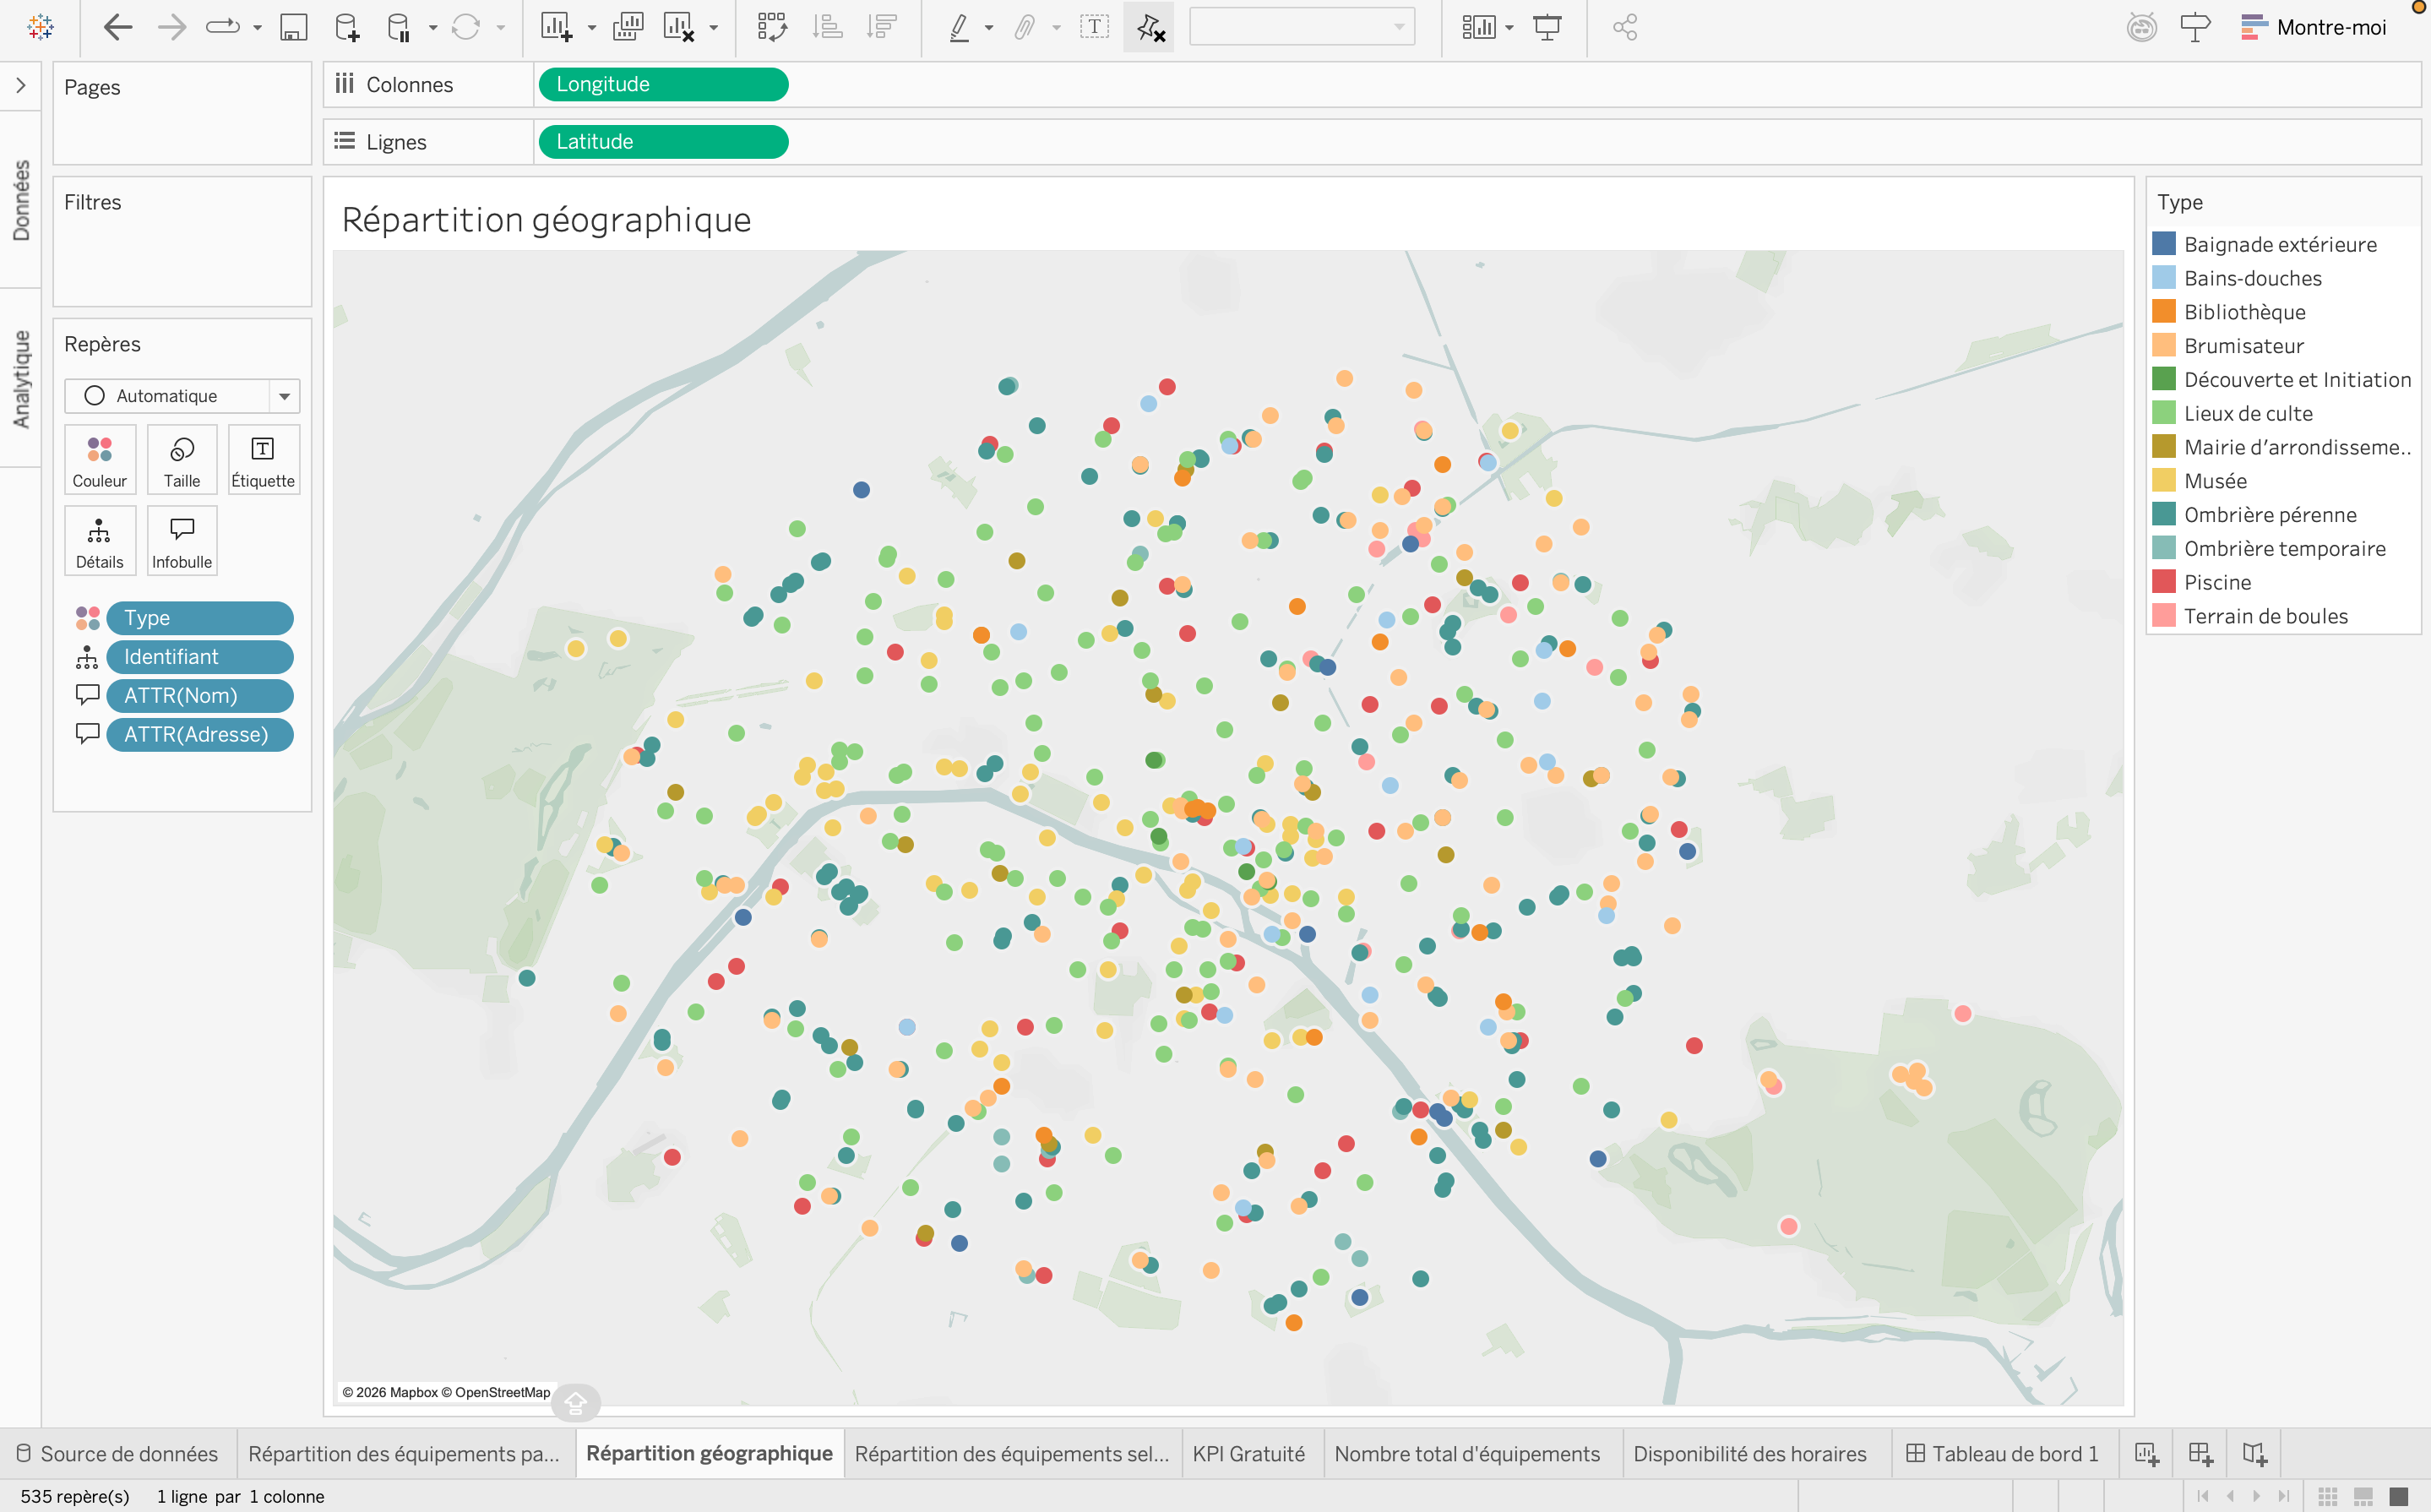 Montre-moi
Pages
Colonnes
Longitude
Lignes
Latitude
Données
Analytique
Filtres
Repères
Automatique
Couleur
Taille
Étiquette
Détails
Infobulle
Type
Identifiant
ATTR(Nom)
ATTR(Adresse)
Répartition géographique
© 2026 Mapbox © OpenStreetMap
Type
Baignade extérieure
Bains-douches
Bibliothèque
Brumisateur
Découverte et Initiation
Lieux de culte
Mairie d’arrondisseme..
Musée
Ombrière pérenne
Ombrière temporaire
Piscine
Terrain de boules
Source de données
Répartition des équipements pa...
Répartition géographique
Répartition des équipements sel...
KPI Gratuité
Nombre total d'équipements
Disponibilité des horaires
Tableau de bord 1
535 repère(s)
1 ligne par 1 colonne